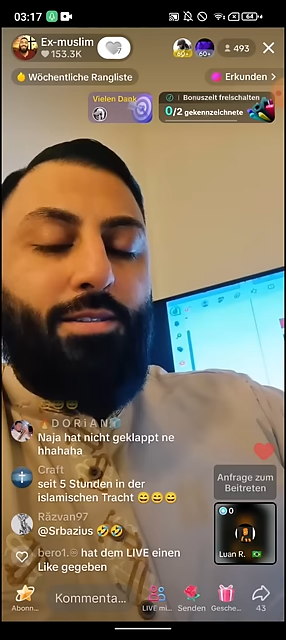 03:17
64
Ex-muslim
153.3K
493
Wöchentliche Rangliste
Erkunden >
Vielen Dank
Bonuszeit freischalten
0/2 gekennzeichnete
DORiAN
Naja hat nicht geklappt ne
hhahaha
Craft
seit 5 Stunden in der
islamischen Tracht 😅😅😅
Răzvan97
@Srbazius 🤣🤣
bero1. hat dem LIVE einen
Like gegeben
Anfrage zum
Beitreten
0
Luan R.
Abonn...
Kommenta...
LIVE mi...
Senden
Gesche...
43